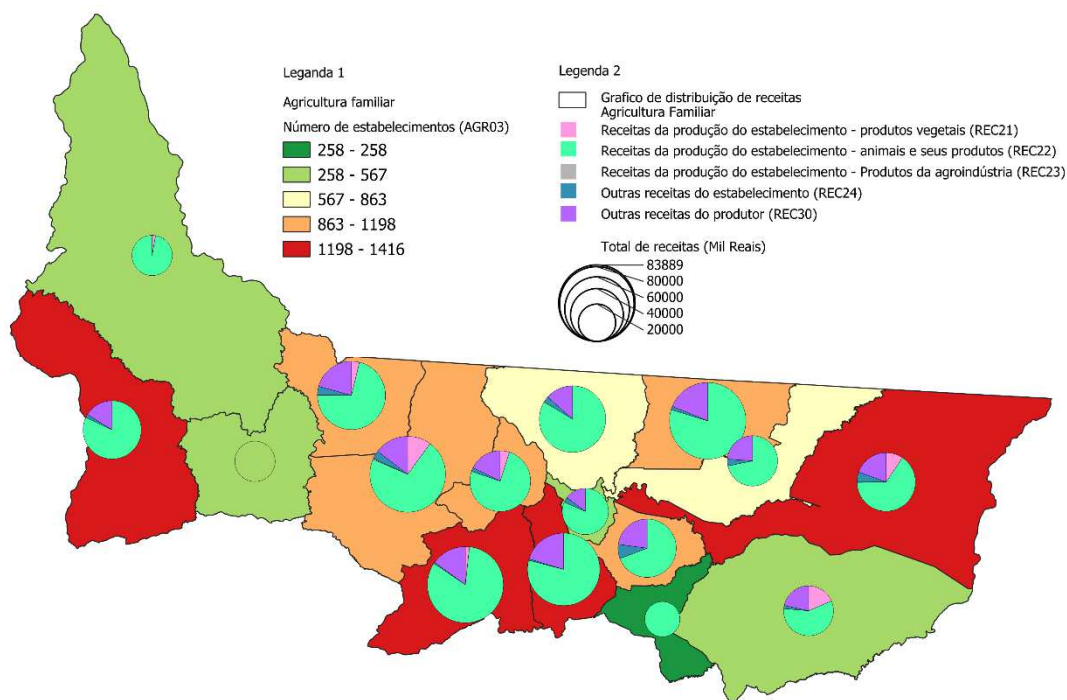 Leganda 1
Agricultura familiar
Número de estabelecimentos (AGR03)
258 - 258
258 - 567
567 - 863
863 - 1198
1198 - 1416
Legenda 2
Grafico de distribuição de receitas
Agricultura Familiar
Receitas da produção do estabelecimento - produtos vegetais (REC21)
Receitas da produção do estabelecimento - animais e seus produtos (REC22)
Receitas da produção do estabelecimento - Produtos da agroindústria (REC23)
Outras receitas do estabelecimento (REC24)
Outras receitas do produtor (REC30)
Total de receitas (Mil Reais)
83889
80000
60000
40000
20000